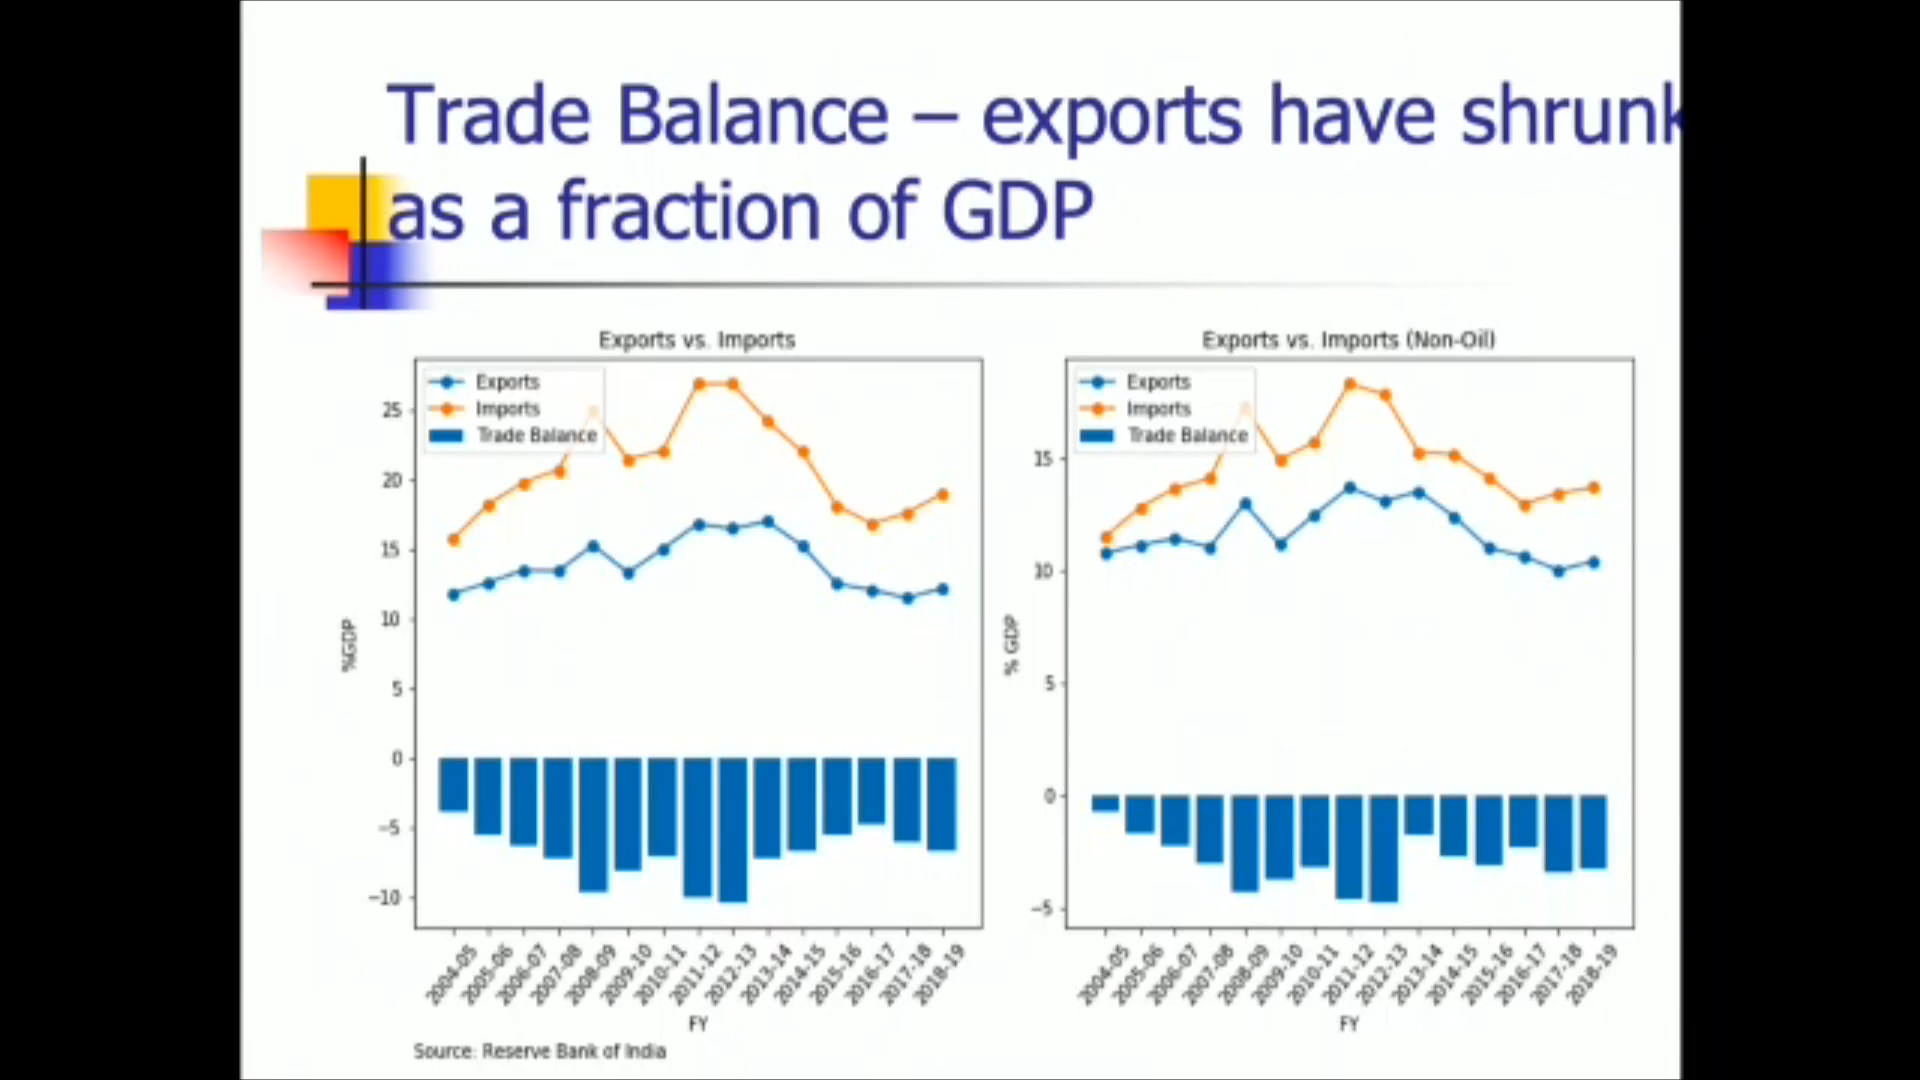 Trade Balance – exports have shrunk
as a fraction of GDP
Exports vs. Imports
Exports
Imports
Trade Balance
25
20
15
10
5
0
−5
−10
%GDP
2004-05
2005-06
2006-07
2007-08
2008-09
2009-10
2010-11
2011-12
2012-13
2013-14
2014-15
2015-16
2016-17
2017-18
2018-19
FY
Exports vs. Imports (Non-Oil)
Exports
Imports
Trade Balance
15
10
5
0
−5
% GDP
2004-05
2005-06
2006-07
2007-08
2008-09
2009-10
2010-11
2011-12
2012-13
2013-14
2014-15
2015-16
2016-17
2017-18
2018-19
FY
Source: Reserve Bank of India